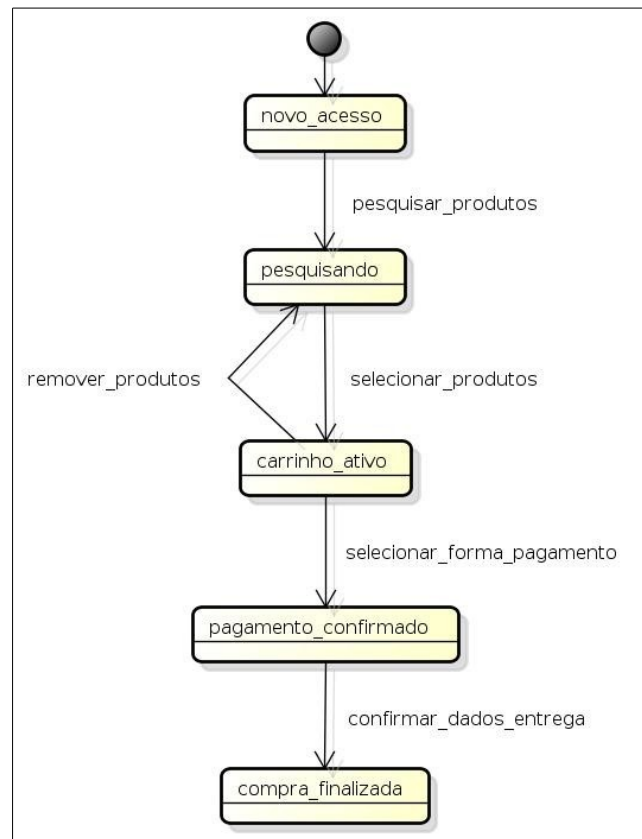 novo_acesso
pesquisar_produtos
pesquisando
remover_produtos
selecionar_produtos
carrinho_ativo
selecionar_forma_pagamento
pagamento_confirmado
confirmar_dados_entrega
compra_finalizada